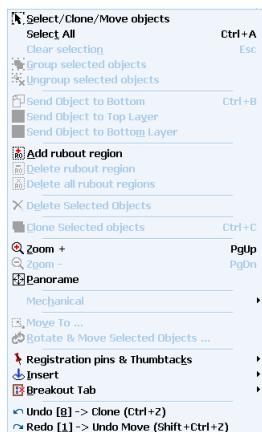 Select/Clone/Move objects
Select All Ctrl+A
Clear selection Esc
Group selected objects
Ungroup selected objects
Send Object to Bottom Ctrl+B
Send Object to Top Layer
Send Object to Bottom Layer
Add rubout region
Delete rubout region
Delete all rubout regions
Delete Selected Objects
Clone Selected objects Ctrl+C
Zoom + PgUp
Zoom - PgDn
Panorame
Mechanical
Move To ...
Rotate & Move Selected Objects ...
Registration pins & Thumbtacks
Insert
Breakout Tab
Undo [8] -> Clone (Ctrl+Z)
Redo [1] -> Undo Move (Shift+Ctrl+Z)